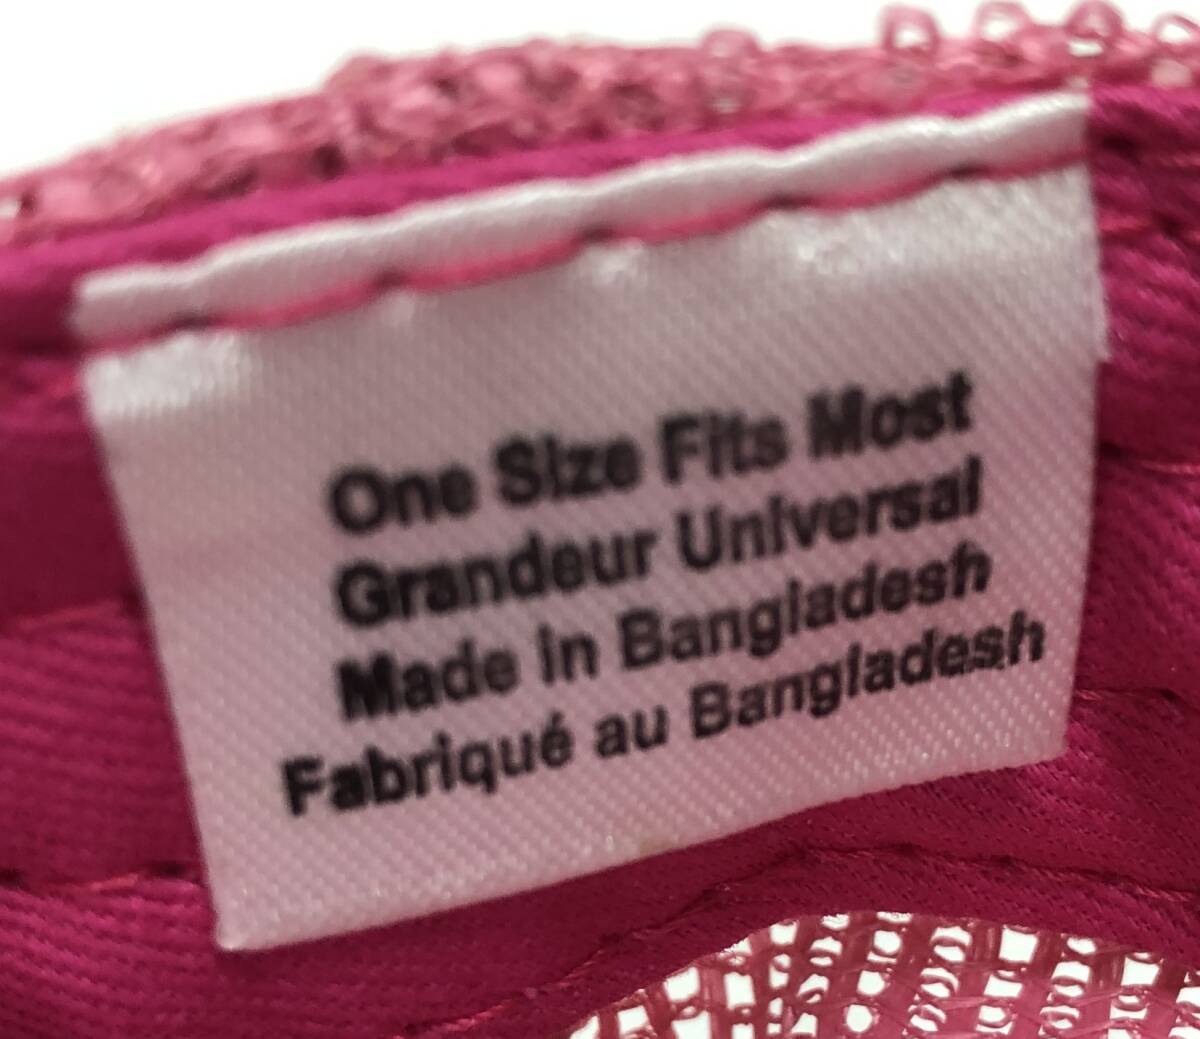 One Size Fits Most
Grandeur Universal
Made in Bangladesh
Fabriqué au Bangladesh